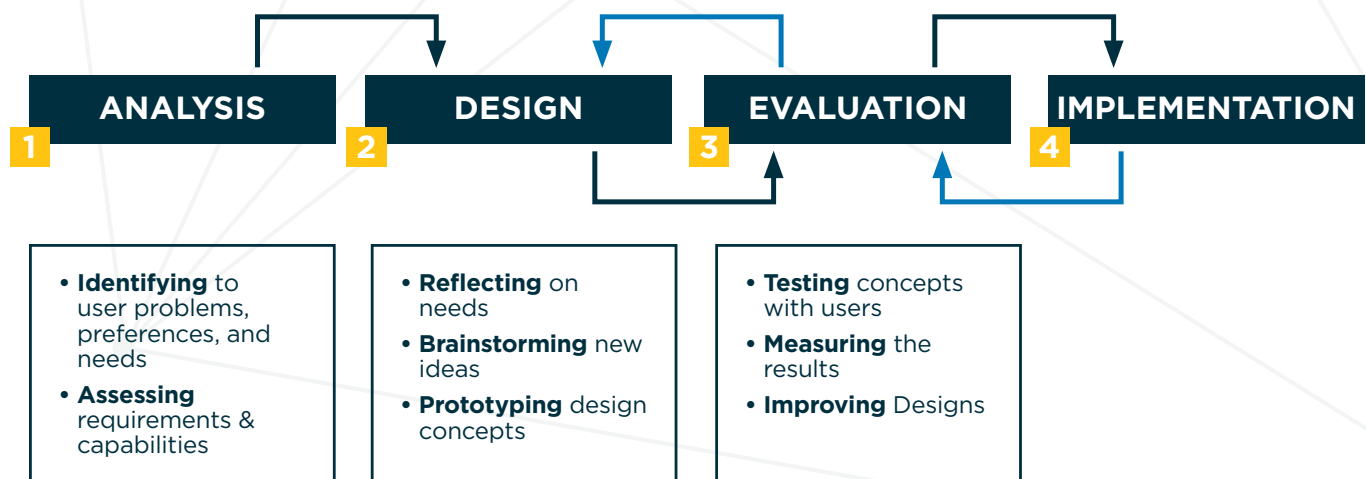 ANALYSIS
1
DESIGN
2
EVALUATION
3
IMPLEMENTATION
4
• Identifying to
user problems,
preferences, and
needs
• Assessing
requirements &
capabilities
• Reflecting on
needs
• Brainstorming new
ideas
• Prototyping design
concepts
• Testing concepts
with users
• Measuring the
results
• Improving Designs